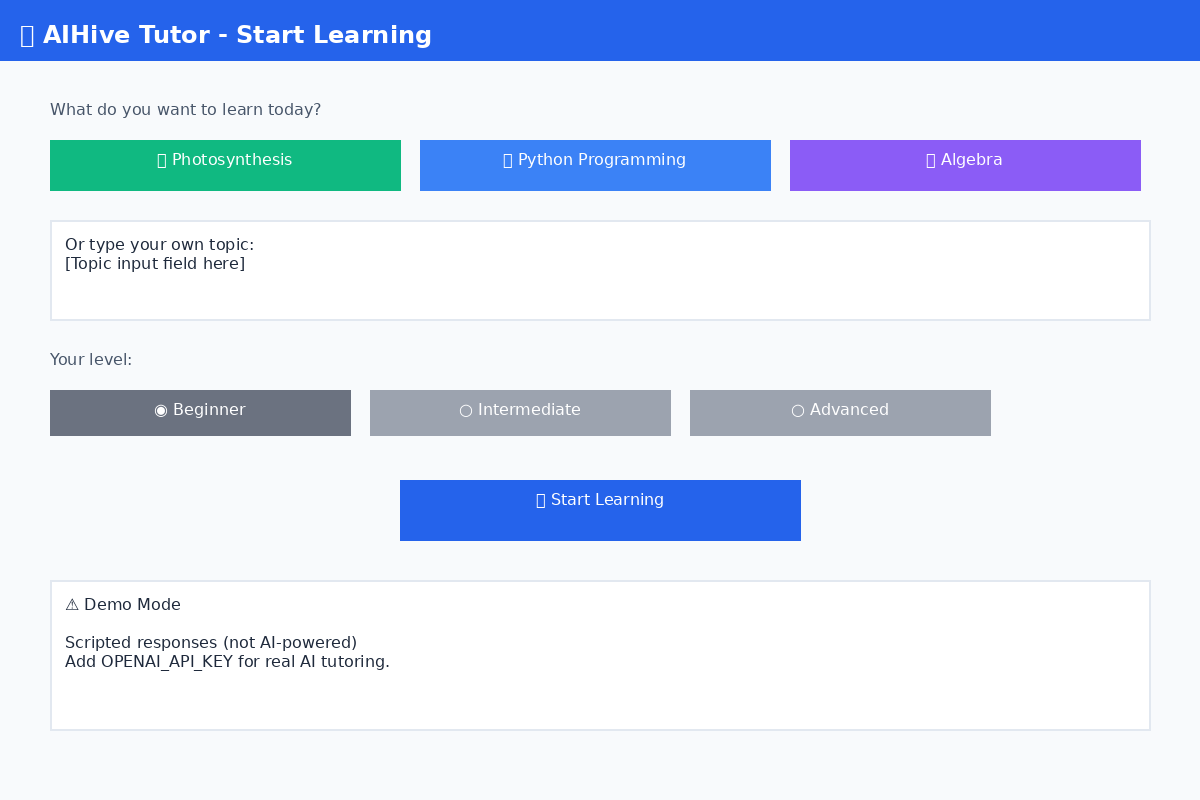 AIHive Tutor - Start Learning
What do you want to learn today?
Photosynthesis
Python Programming
Algebra
Or type your own topic:
[Topic input field here]
Your level:
◉ Beginner
○ Intermediate
○ Advanced
Start Learning
⚠ Demo Mode
Scripted responses (not AI-powered)
Add OPENAI_API_KEY for real AI tutoring.